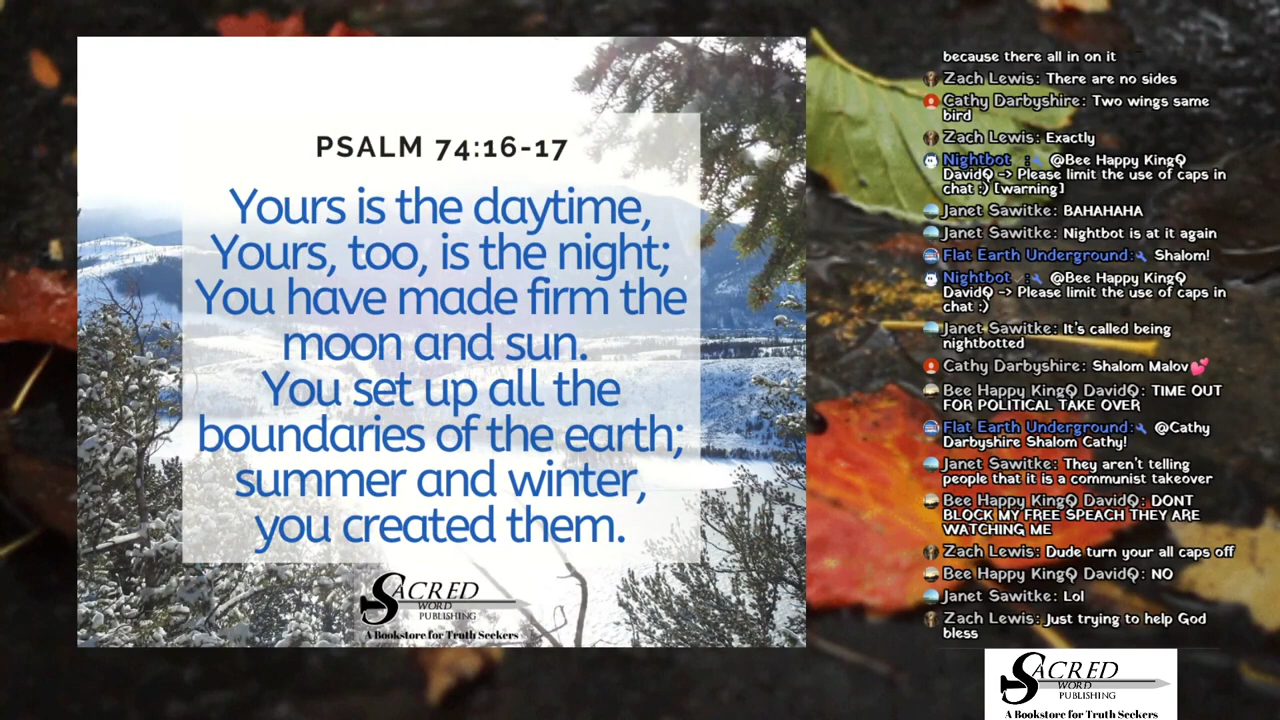 PSALM 74:16-17
Yours is the daytime,
Yours, too, is the night;
You have made firm the
moon and sun.
You set up all the
boundaries of the earth;
summer and winter,
you created them.
SACRED
WORD
PUBLISHING
A Bookstore for Truth Seekers
because there all in on it
Zach Lewis: There are no sides
Cathy Darbyshire: Two wings same
bird
Zach Lewis: Exactly
Nightbot : @Bee Happy KingQ
DavidQ -> Please limit the use of caps in
chat :) [warning]
Janet Sawitke: BAHAHAHA
Janet Sawitke: Nightbot is at it again
Flat Earth Underground: Shalom!
Nightbot : @Bee Happy KingQ
DavidQ -> Please limit the use of caps in
chat :)
Janet Sawitke: It's called being
nightbotted
Cathy Darbyshire: Shalom Malov💕
Bee Happy KingQ DavidQ: TIME OUT
FOR POLITICAL TAKE OVER
Flat Earth Underground: @Cathy
Darbyshire Shalom Cathy!
Janet Sawitke: They aren't telling
people that it is a communist takeover
Bee Happy KingQ DavidQ: DONT
BLOCK MY FREE SPEACH THEY ARE
WATCHING ME
Zach Lewis: Dude turn your all caps off
Bee Happy KingQ DavidQ: NO
Janet Sawitke: Lol
Zach Lewis: Just trying to help God
bless
SACRED
WORD
PUBLISHING
A Bookstore for Truth Seekers